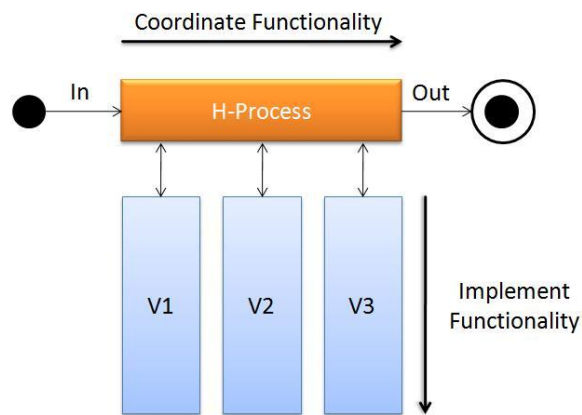 Coordinate Functionality
In
H-Process
Out
V1
V2
V3
Implement
Functionality